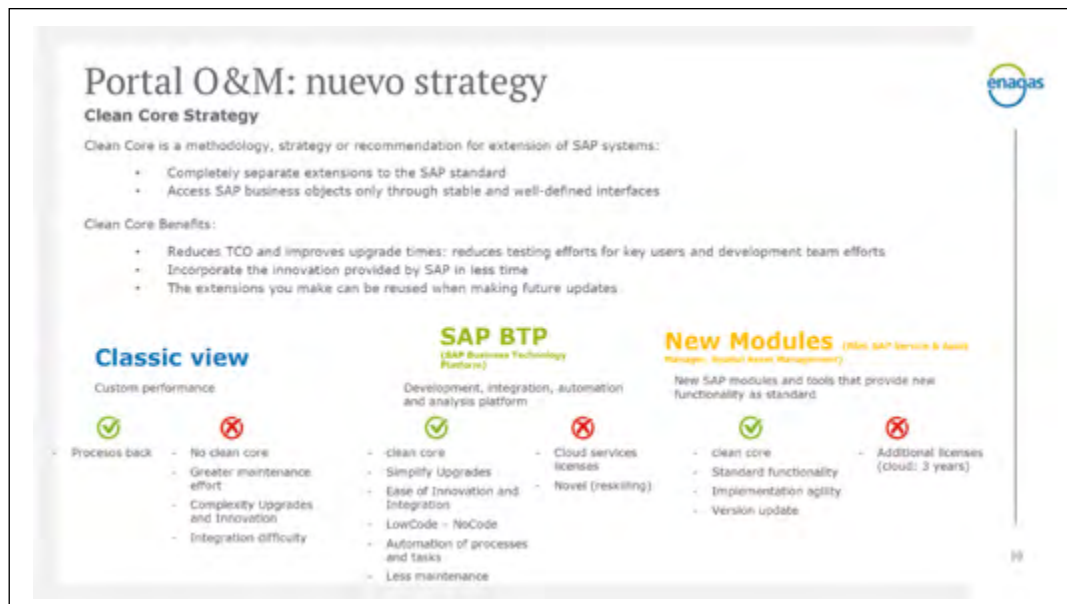 Portal O&M: nuevo strategy
enagas
Clean Core Strategy
Clean Core is a methodology, strategy or recommendation for extension of SAP systems:
• Completely separate extensions to the SAP standard
• Access SAP business objects only through stable and well-defined interfaces
Clean Core Benefits:
• Reduces TCO and improves upgrade times: reduces testing efforts for key users and development team efforts
• Incorporate the innovation provided by SAP in less time
• The extensions you make can be reused when making future updates
Classic view
Custom performance
- Procesos back
- No clean core
- Greater maintenance
effort
- Complexity Upgrades
and Innovation
- Integration difficulty
SAP BTP
(SAP Business Technology
Platform)
Development, integration, automation
and analysis platform
- clean core
- Simplify Upgrades
- Ease of Innovation and
Integration
- LowCode - NoCode
- Automation of processes
and tasks
- Less maintenance
- Cloud services
licenses
- Novel (reskilling)
New Modules SAP Service & Asset
Manager, Asset Management)
New SAP modules and tools that provide new
functionality as standard
- clean core
- Standard functionality
- Implementation agility
- Version update
- Additional licenses
(cloud: 3 years)